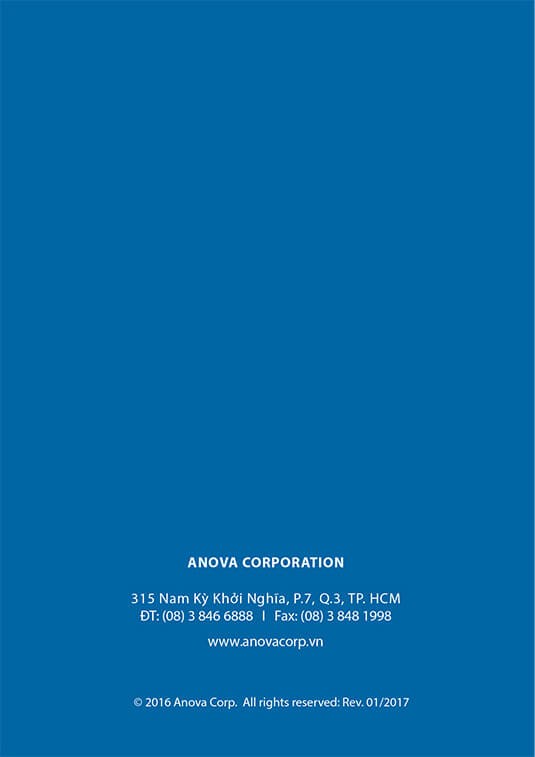 ANOVA CORPORATION
315 Nam Kỳ Khởi Nghĩa, P.7, Q.3, TP. HCM
ĐT: (08) 3 846 6888 I Fax: (08) 3 848 1998
www.anovacorp.vn
© 2016 Anova Corp. All rights reserved: Rev. 01/2017